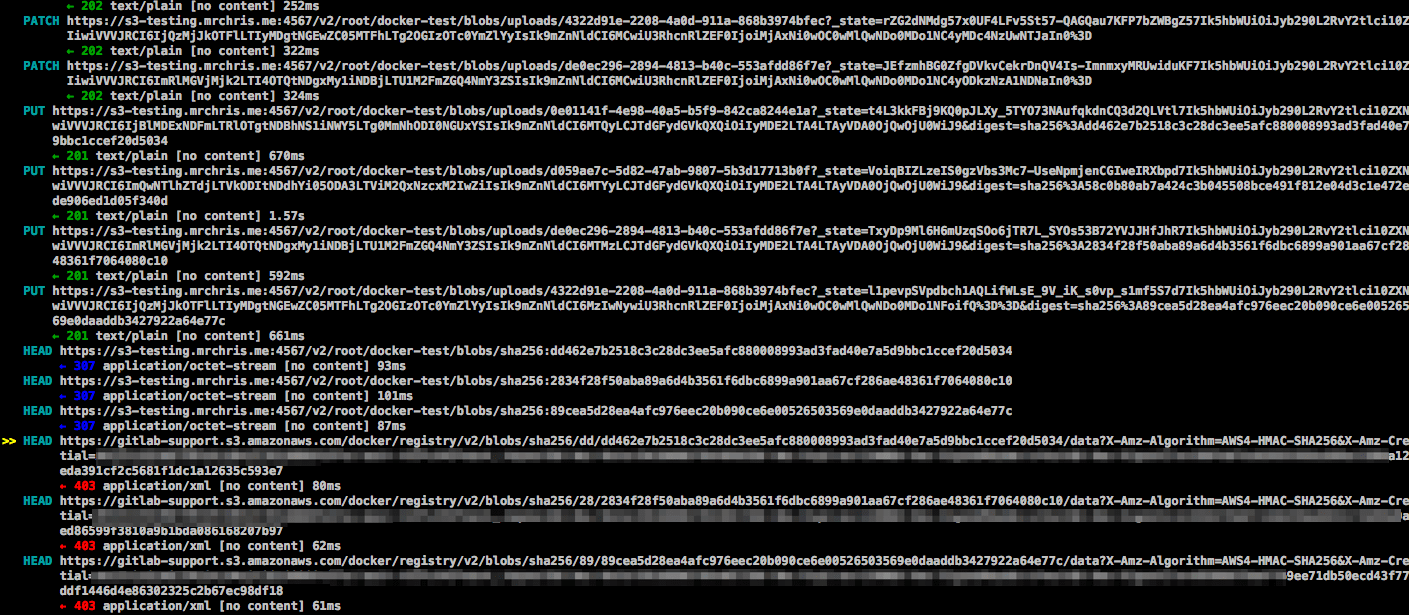 ← 202 text/plain [no content] 252ms
PATCH https://s3-testing.mrchris.me:4567/v2/root/docker-test/blobs/uploads/4322d91e-2208-4a0d-911a-868b3974bfec?_state=rZG2dNMdg57x0UF4LFv5St57-QAGQau7KFP7bZWBgZ57Ik5hbWUiOiJyb290L2RvY2tlci10Z
IiwiVVVJRCI6IjQzMjJkOTFlLTIyMDgtNGEwZC05MTFhLTg2OGIzOTc0YmZlYyIsIk9mZnNldCI6MCwiU3RhcnRlZEF0IjoiMjAxNi0wOC0wMlQwNDo0MDo1NC4yMDc4NzUwNTJaIn0%3D
← 202 text/plain [no content] 322ms
PATCH https://s3-testing.mrchris.me:4567/v2/root/docker-test/blobs/uploads/de0ec296-2894-4813-b40c-553afdd86f7e?_state=JEfzmhBG0ZfgDVkvCekrDnQV4Is-ImnmxyMRUwiduKF7Ik5hbWUiOiJyb290L2RvY2tlci10Z
IiwiVVVJRCI6ImRlMGVjMjk2LTI4OTQtNDgxMy1iNDBjLTU1M2FmZGQ4NmY3ZSIsIk9mZnNldCI6MCwiU3RhcnRlZEF0IjoiMjAxNi0wOC0wMlQwNDo0MDo1NC4yODkzNzA1NDNaIn0%3D
← 202 text/plain [no content] 324ms
PUT https://s3-testing.mrchris.me:4567/v2/root/docker-test/blobs/uploads/0e01141f-4e98-40a5-b5f9-842ca8244e1a?_state=t4L3kkFBj9KQ0pJLXy_5TYO73NAufqkdnCQ3d2QLVtl7Ik5hbWUiOiJyb290L2RvY2tlci10ZXN
wiVVVJRCI6IjBlMDExNDFmLTRlOTgtNDBhNS1iNWY5LTg0MmNhODI0NGUxYSIsIk9mZnNldCI6MTQyLCJTdGFydGVkQXQiOiIyMDE2LTA4LTAyVDA0OjQwOjU0WiJ9&digest=sha256%3Add462e7b2518c3c28dc3ee5afc880008993ad3fad40e7
9bbc1ccef20d5034
← 201 text/plain [no content] 670ms
PUT https://s3-testing.mrchris.me:4567/v2/root/docker-test/blobs/uploads/d059ae7c-5d82-47ab-9807-5b3d17713b0f?_state=VoiqBIZLzeIS0gzVbs3Mc7-UseNpmjenCGIweIRXbpd7Ik5hbWUiOiJyb290L2RvY2tlci10ZXN
wiVVVJRCI6ImQwNTlhZTdjLTVkODItNDdhYi05ODA3LTViM2QxNzcxM2IwZiIsIk9mZnNldCI6MTYyLCJTdGFydGVkQXQiOiIyMDE2LTA4LTAyVDA0OjQwOjU0WiJ9&digest=sha256%3A58c0b80ab7a424c3b045508bce491f812e04d3c1e472e
de906ed1d05f340d
← 201 text/plain [no content] 1.57s
PUT https://s3-testing.mrchris.me:4567/v2/root/docker-test/blobs/uploads/de0ec296-2894-4813-b40c-553afdd86f7e?_state=TxyDp9Ml6H6mUzqSOo6jTR7L_SYOs53B72YVJJHfJhR7Ik5hbWUiOiJyb290L2RvY2tlci10ZXN
wiVVVJRCI6ImRlMGVjMjk2LTI4OTQtNDgxMy1iNDBjLTU1M2FmZGQ4NmY3ZSIsIk9mZnNldCI6MTMzLCJTdGFydGVkQXQiOiIyMDE2LTA4LTAyVDA0OjQwOjU0WiJ9&digest=sha256%3A2834f28f50aba89a6d4b3561f6dbc6899a901aa67cf28
48361f7064080c10
← 201 text/plain [no content] 592ms
PUT https://s3-testing.mrchris.me:4567/v2/root/docker-test/blobs/uploads/4322d91e-2208-4a0d-911a-868b3974bfec?_state=l1pevpSVpdbch1AQLifWLsE_9V_iK_s0vp_s1mf5S7d7Ik5hbWUiOiJyb290L2RvY2tlci10ZXN
wiVVVJRCI6IjQzMjJkOTFlLTIyMDgtNGEwZC05MTFhLTg2OGIzOTc0YmZlYyIsIk9mZnNldCI6MzIwNywiU3RhcnRlZEF0IjoiMjAxNi0wOC0wMlQwNDo0MDo1NFoifQ%3D%3D&digest=sha256%3A89cea5d28ea4afc976eec20b090ce6e005265
69e0daaddb3427922a64e77c
← 201 text/plain [no content] 661ms
HEAD https://s3-testing.mrchris.me:4567/v2/root/docker-test/blobs/sha256:dd462e7b2518c3c28dc3ee5afc880008993ad3fad40e7a5d9bbc1ccef20d5034
← 307 application/octet-stream [no content] 93ms
HEAD https://s3-testing.mrchris.me:4567/v2/root/docker-test/blobs/sha256:2834f28f50aba89a6d4b3561f6dbc6899a901aa67cf286ae48361f7064080c10
← 307 application/octet-stream [no content] 101ms
HEAD https://s3-testing.mrchris.me:4567/v2/root/docker-test/blobs/sha256:89cea5d28ea4afc976eec20b090ce6e00526503569e0daaddb3427922a64e77c
← 307 application/octet-stream [no content] 87ms
>> HEAD https://gitlab-support.s3.amazonaws.com/docker/registry/v2/blobs/sha256/dd/dd462e7b2518c3c28dc3ee5afc880008993ad3fad40e7a5d9bbc1ccef20d5034/data?X-Amz-Algorithm=AWS4-HMAC-SHA256&X-Amz-Cre
tial= a12
eda391cf2c5681f1dc1a12635c593e7
← 403 application/xml [no content] 80ms
HEAD https://gitlab-support.s3.amazonaws.com/docker/registry/v2/blobs/sha256/28/2834f28f50aba89a6d4b3561f6dbc6899a901aa67cf286ae48361f7064080c10/data?X-Amz-Algorithm=AWS4-HMAC-SHA256&X-Amz-Cre
tial=
ed86599f3810a9b1bda086168207b97
← 403 application/xml [no content] 62ms
HEAD https://gitlab-support.s3.amazonaws.com/docker/registry/v2/blobs/sha256/89/89cea5d28ea4afc976eec20b090ce6e00526503569e0daaddb3427922a64e77c/data?X-Amz-Algorithm=AWS4-HMAC-SHA256&X-Amz-Cre
tial= 9ee71db50ecd43f77
ddf1446d4e86302325c2b67ec98df18
← 403 application/xml [no content] 61ms